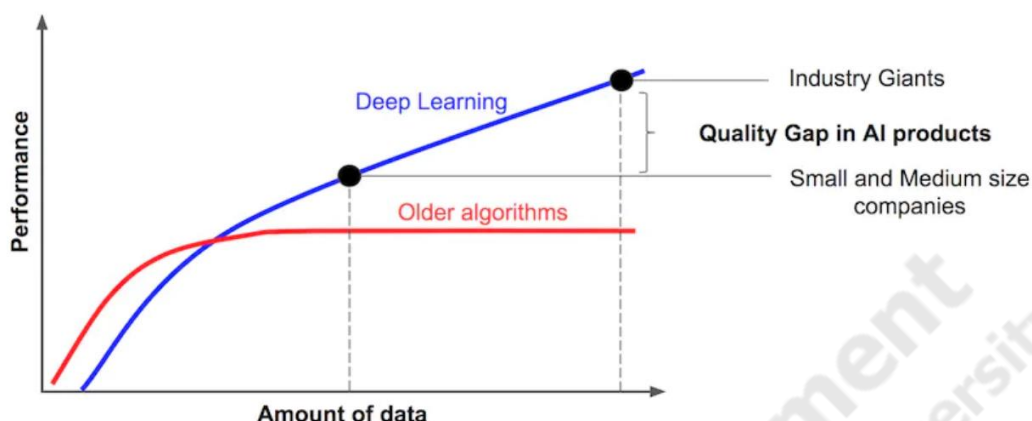 Industry Giants
Deep Learning
Quality Gap in AI products
Performance
Small and Medium size
companies
Older algorithms
Amount of data